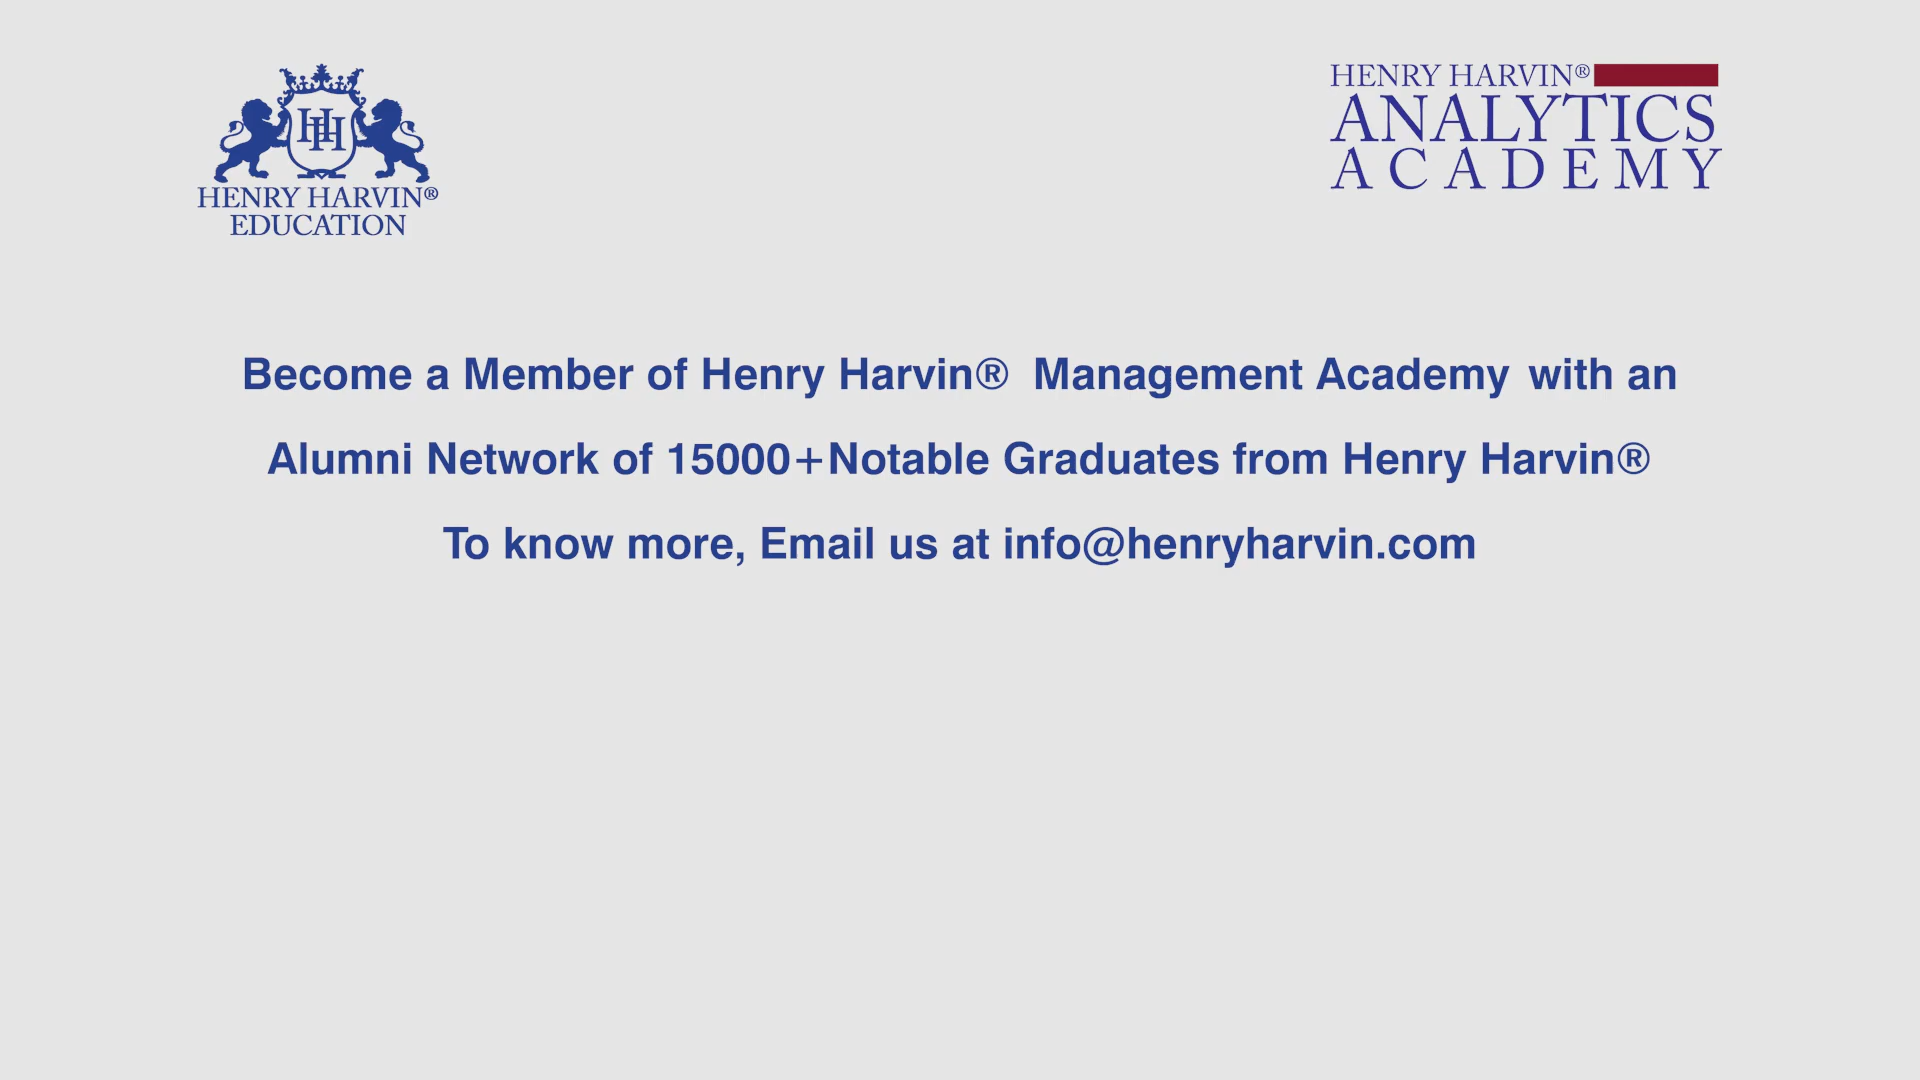 HH
HENRY HARVIN®
EDUCATION
HENRY HARVIN®
ANALYTICS
ACADEMY
Become a Member of Henry Harvin® Management Academy with an
Alumni Network of 15000+Notable Graduates from Henry Harvin®
To know more, Email us at info@henryharvin.com